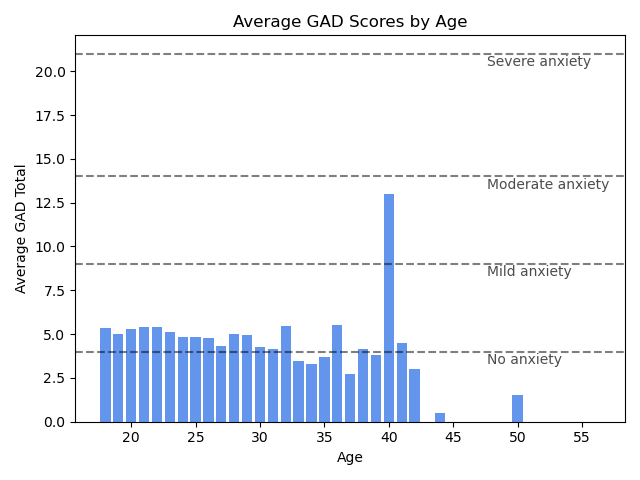 Average GAD Scores by Age
Average GAD Total
20.0
17.5
15.0
12.5
10.0
7.5
5.0
2.5
0.0
Severe anxiety
Moderate anxiety
Mild anxiety
No anxiety
20 25 30 35 40 45 50 55
Age